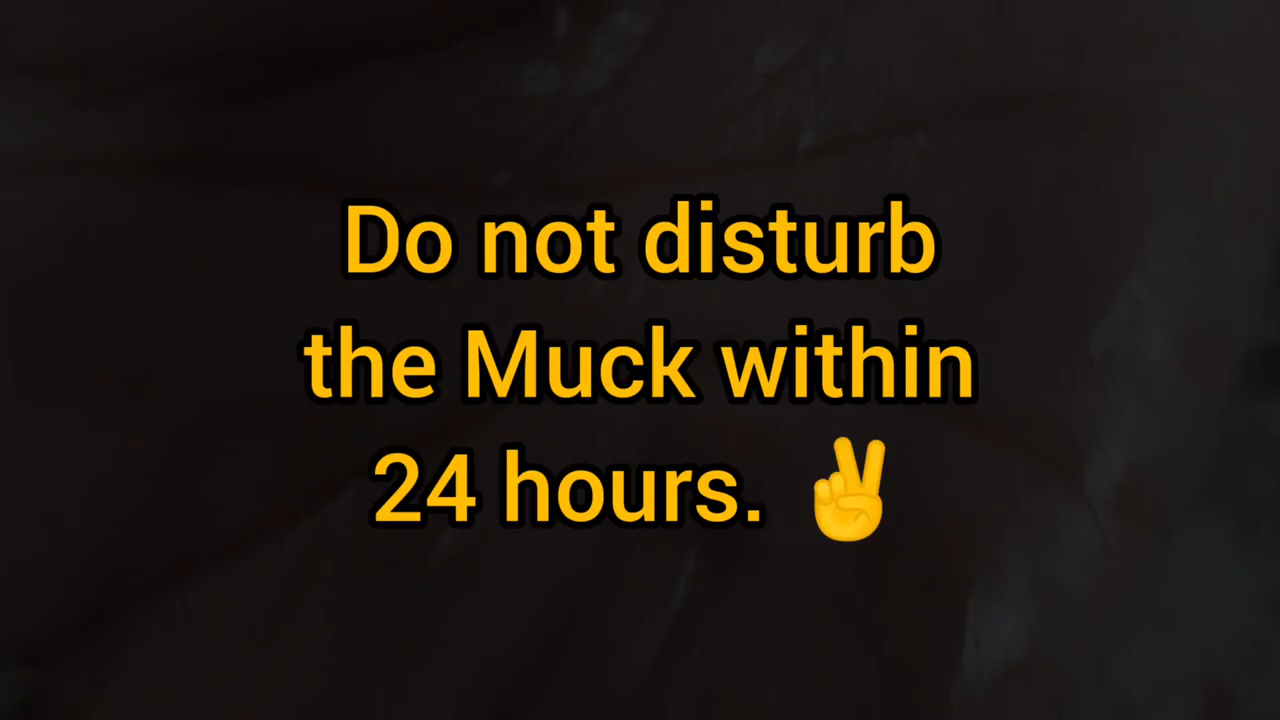 Do not disturb
the Muck within
24 hours. ✌️